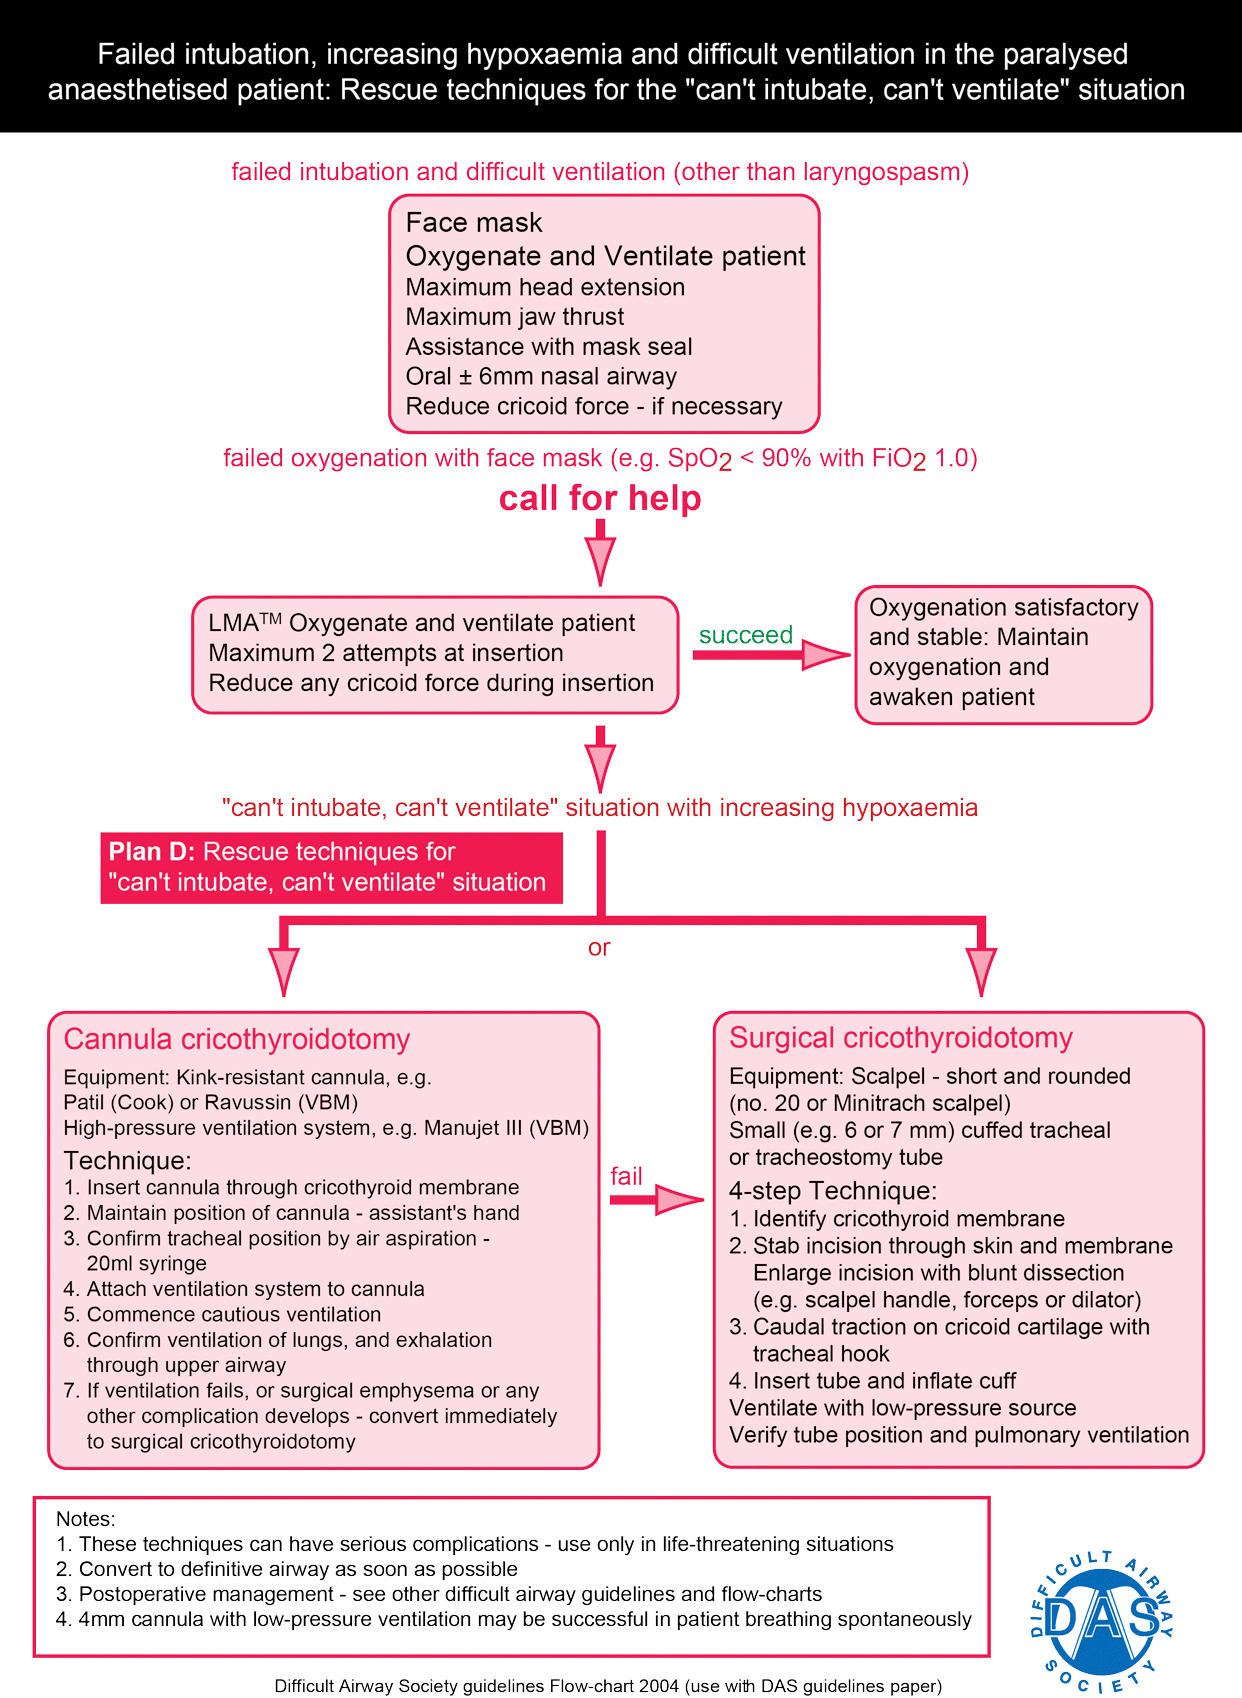 Failed intubation, increasing hypoxaemia and difficult ventilation in the paralysed
anaesthetised patient: Rescue techniques for the "can't intubate, can't ventilate" situation
failed intubation and difficult ventilation (other than laryngospasm)
Face mask
Oxygenate and Ventilate patient
Maximum head extension
Maximum jaw thrust
Assistance with mask seal
Oral ± 6mm nasal airway
Reduce cricoid force - if necessary
failed oxygenation with face mask (e.g. SpO2 < 90% with FiO2 1.0)
call for help
LMA™ Oxygenate and ventilate patient
Maximum 2 attempts at insertion
Reduce any cricoid force during insertion
succeed
Oxygenation satisfactory
and stable: Maintain
oxygenation and
awaken patient
"can't intubate, can't ventilate" situation with increasing hypoxaemia
Plan D: Rescue techniques for
"can't intubate, can't ventilate" situation
or
Cannula cricothyroidotomy
Equipment: Kink-resistant cannula, e.g.
Patil (Cook) or Ravussin (VBM)
High-pressure ventilation system, e.g. Manujet III (VBM)
Technique:
1. Insert cannula through cricothyroid membrane
2. Maintain position of cannula - assistant's hand
3. Confirm tracheal position by air aspiration -
20ml syringe
4. Attach ventilation system to cannula
5. Commence cautious ventilation
6. Confirm ventilation of lungs, and exhalation
through upper airway
7. If ventilation fails, or surgical emphysema or any
other complication develops - convert immediately
to surgical cricothyroidotomy
fail
Surgical cricothyroidotomy
Equipment: Scalpel - short and rounded
(no. 20 or Minitrach scalpel)
Small (e.g. 6 or 7 mm) cuffed tracheal
or tracheostomy tube
4-step Technique:
1. Identify cricothyroid membrane
2. Stab incision through skin and membrane
Enlarge incision with blunt dissection
(e.g. scalpel handle, forceps or dilator)
3. Caudal traction on cricoid cartilage with
tracheal hook
4. Insert tube and inflate cuff
Ventilate with low-pressure source
Verify tube position and pulmonary ventilation
Notes:
1. These techniques can have serious complications - use only in life-threatening situations
2. Convert to definitive airway as soon as possible
3. Postoperative management - see other difficult airway guidelines and flow-charts
4. 4mm cannula with low-pressure ventilation may be successful in patient breathing spontaneously
DIFFICULT AIRWAY
DAS
SOCIETY
Difficult Airway Society guidelines Flow-chart 2004 (use with DAS guidelines paper)